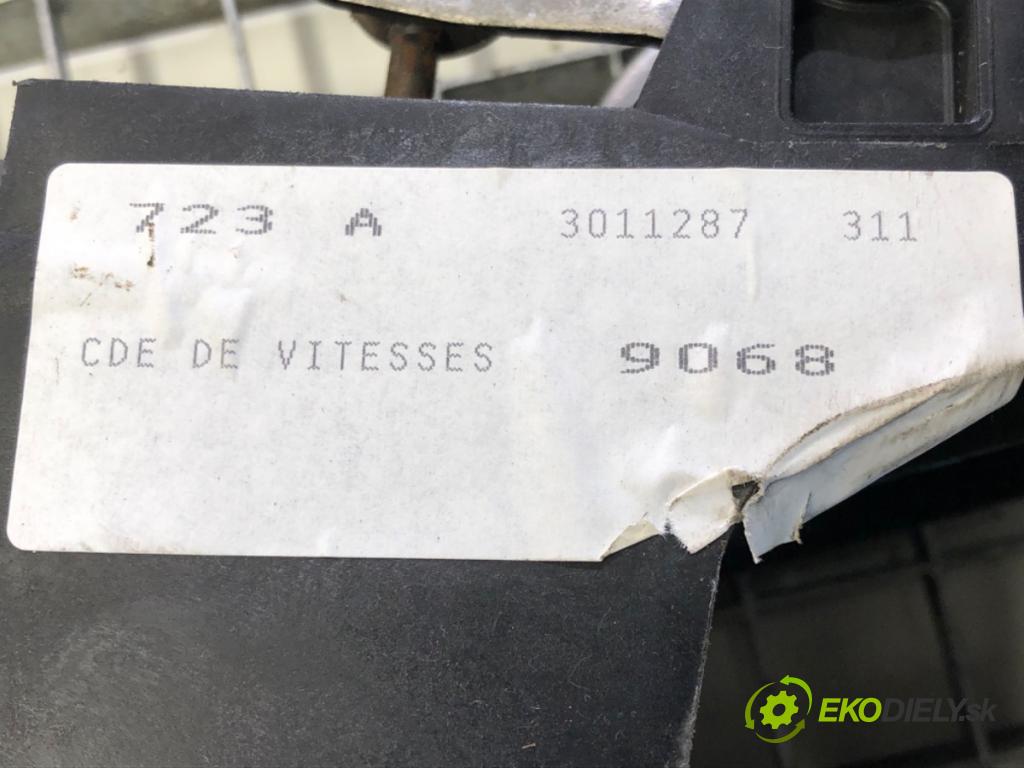 723 A 3011287 311
CDE DE VITESSES 9068
EKODIELY.sk